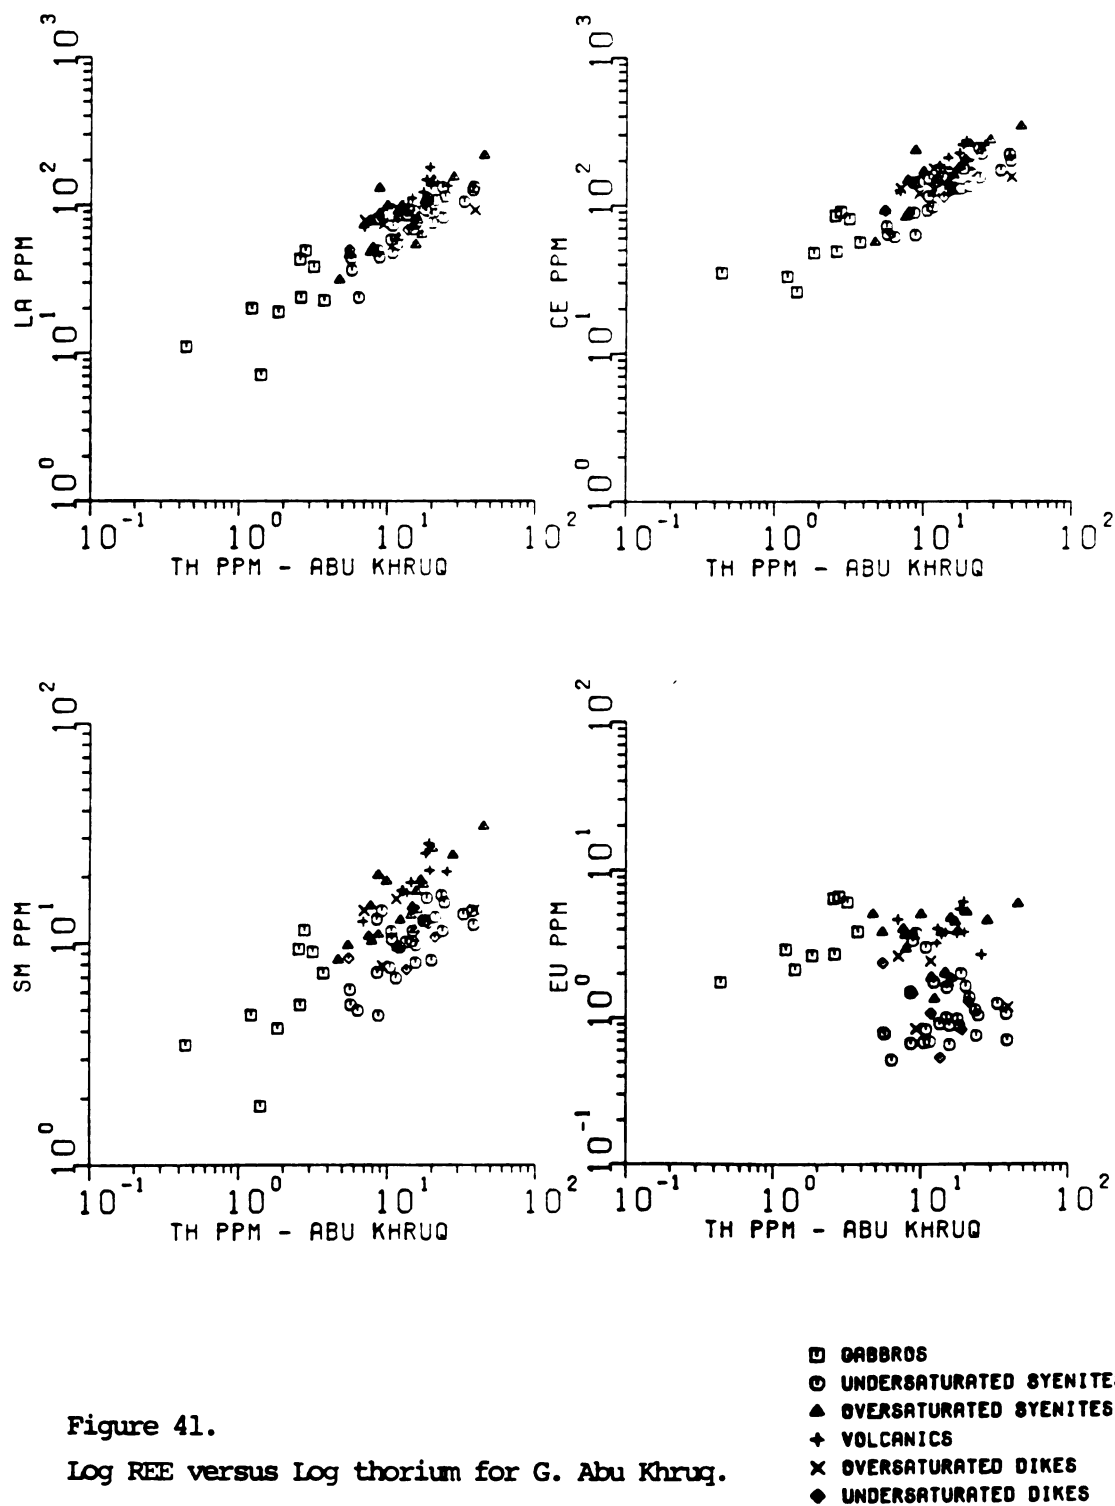 10^3 10^3
10^2 10^2
LA PPM CE PPM
10^1 10^1
10^0 10^0
10^-1 10^0 10^1 10^2 10^-1 10^0 10^1 10^2
TH PPM - ABU KHRUQ TH PPM - ABU KHRUQ
10^2 10^2
10^1
10^1 SM PPM EU PPM
10^0
10^0 10^-1
10^-1 10^0 10^1 10^2 10^-1 10^0 10^1 10^2
TH PPM - ABU KHRUQ TH PPM - ABU KHRUQ
GABBROS
UNDERSATURATED SYENITE
OVERSATURATED SYENITES
VOLCANICS
OVERSATURATED DIKES
UNDERSATURATED DIKES
Figure 41.
Log REE versus Log thorium for G. Abu Khruq.